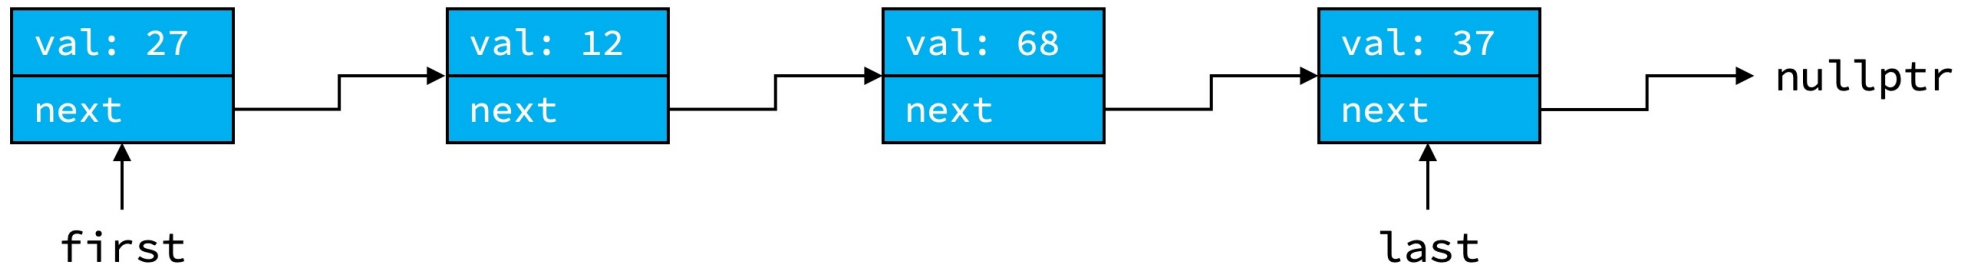 val: 27
next
val: 12
next
val: 68
next
val: 37
next
nullptr
first
last